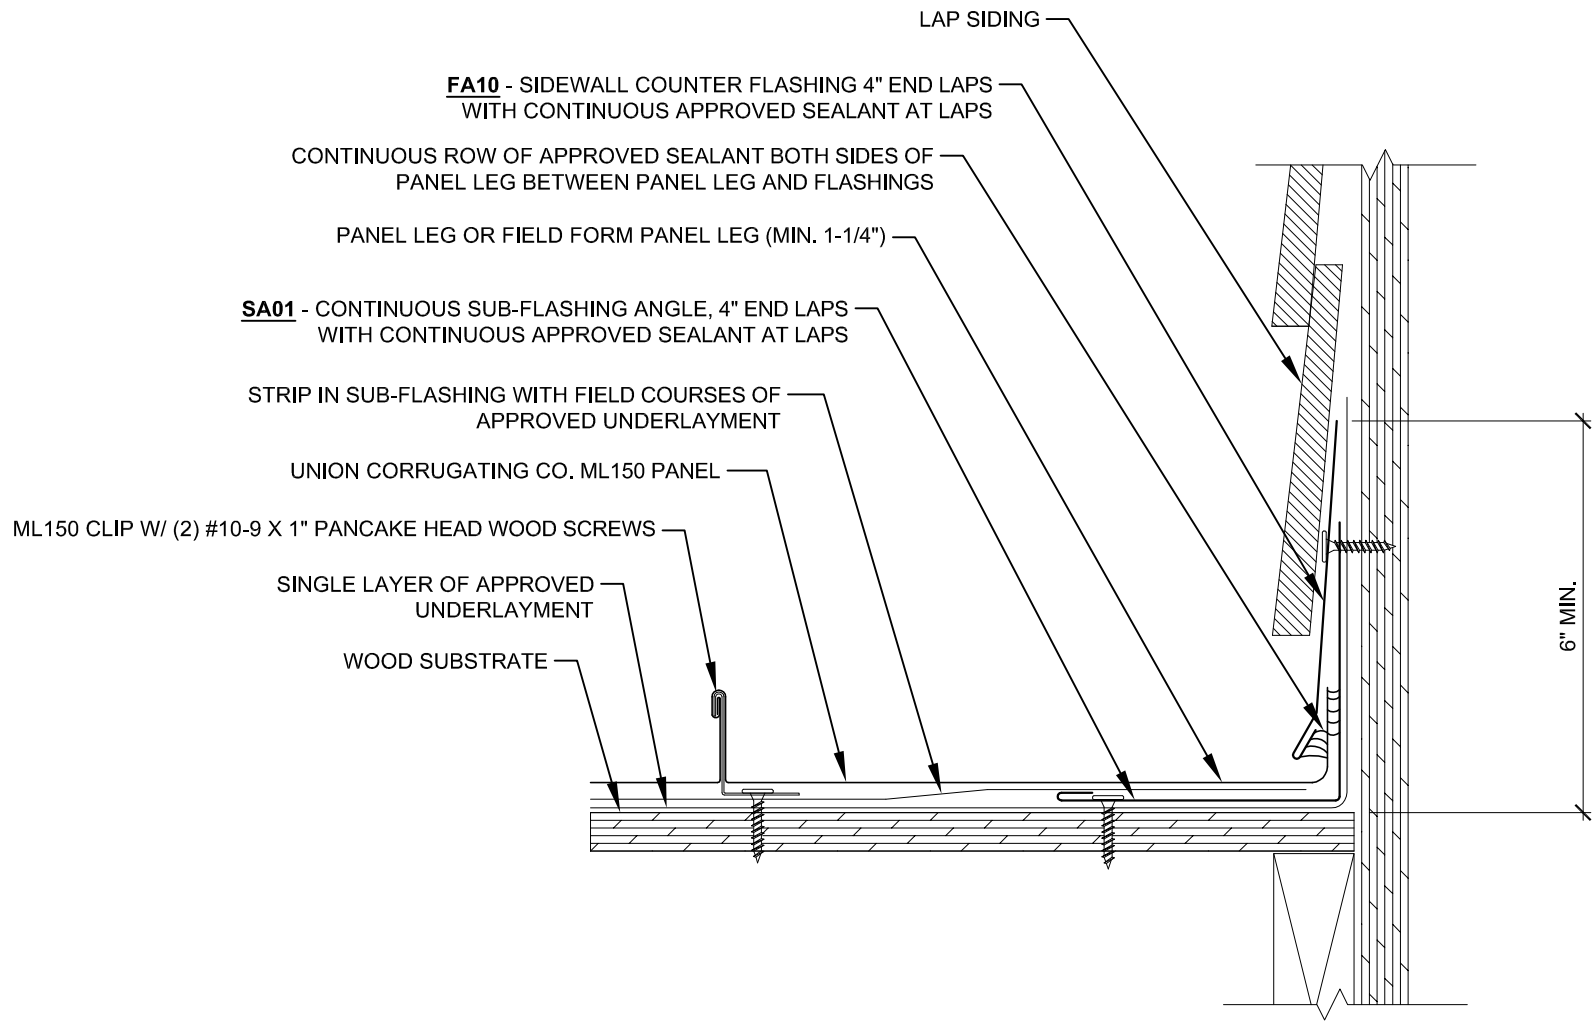 LAP SIDING
FA10 - SIDEWALL COUNTER FLASHING 4" END LAPS
WITH CONTINUOUS APPROVED SEALANT AT LAPS
CONTINUOUS ROW OF APPROVED SEALANT BOTH SIDES OF
PANEL LEG BETWEEN PANEL LEG AND FLASHINGS
PANEL LEG OR FIELD FORM PANEL LEG (MIN. 1-1/4")
SA01 - CONTINUOUS SUB-FLASHING ANGLE, 4" END LAPS
WITH CONTINUOUS APPROVED SEALANT AT LAPS
STRIP IN SUB-FLASHING WITH FIELD COURSES OF
APPROVED UNDERLAYMENT
UNION CORRUGATING CO. ML150 PANEL
ML150 CLIP W/ (2) #10-9 X 1" PANCAKE HEAD WOOD SCREWS
SINGLE LAYER OF APPROVED
UNDERLAYMENT
WOOD SUBSTRATE
6" MIN.